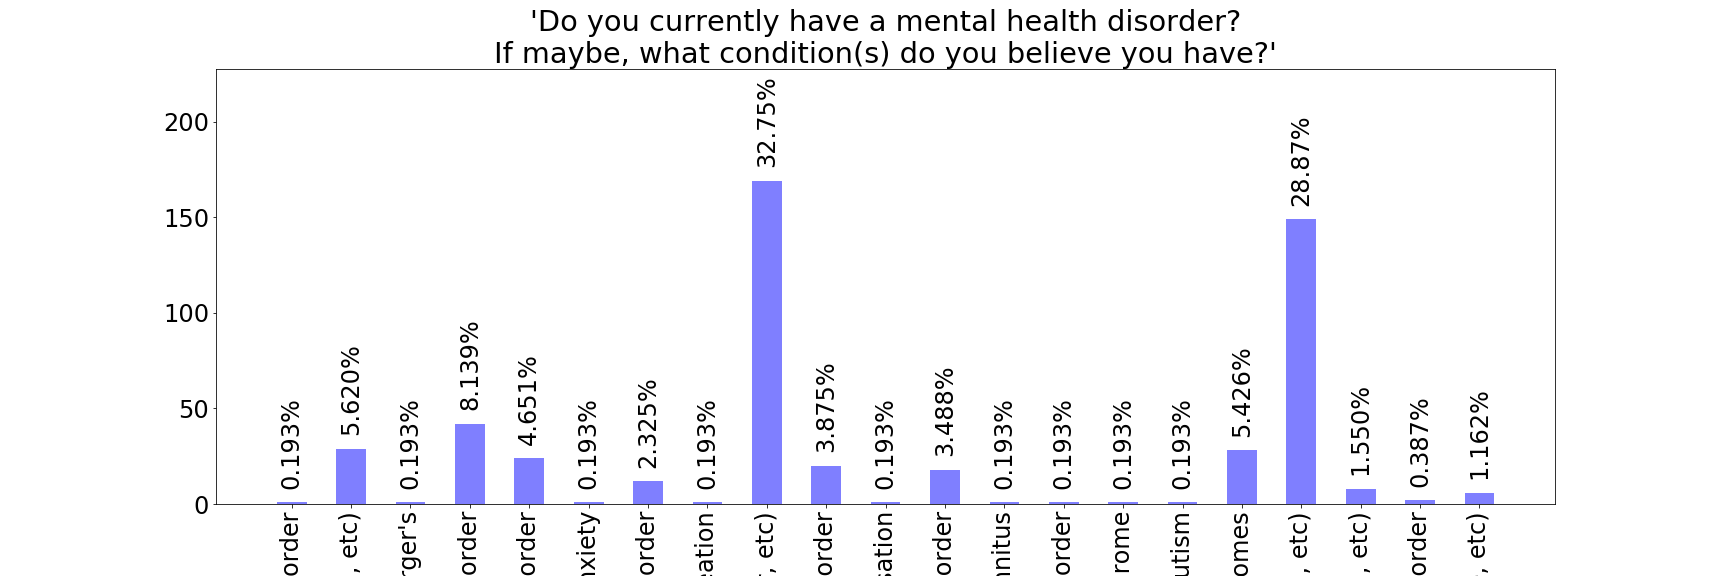 'Do you currently have a mental health disorder?
If maybe, what condition(s) do you believe you have?'
200
150
100
50
0
0.193%
5.620%
0.193%
8.139%
4.651%
0.193%
2.325%
0.193%
32.75%
3.875%
0.193%
3.488%
0.193%
0.193%
0.193%
0.193%
5.426%
28.87%
1.550%
0.387%
1.162%
order
, etc)
rger's
order
order
nxiety
order
eation
, etc)
order
sation
order
nnitus
order
rome
utism
omes
, etc)
, etc)
order
, etc)